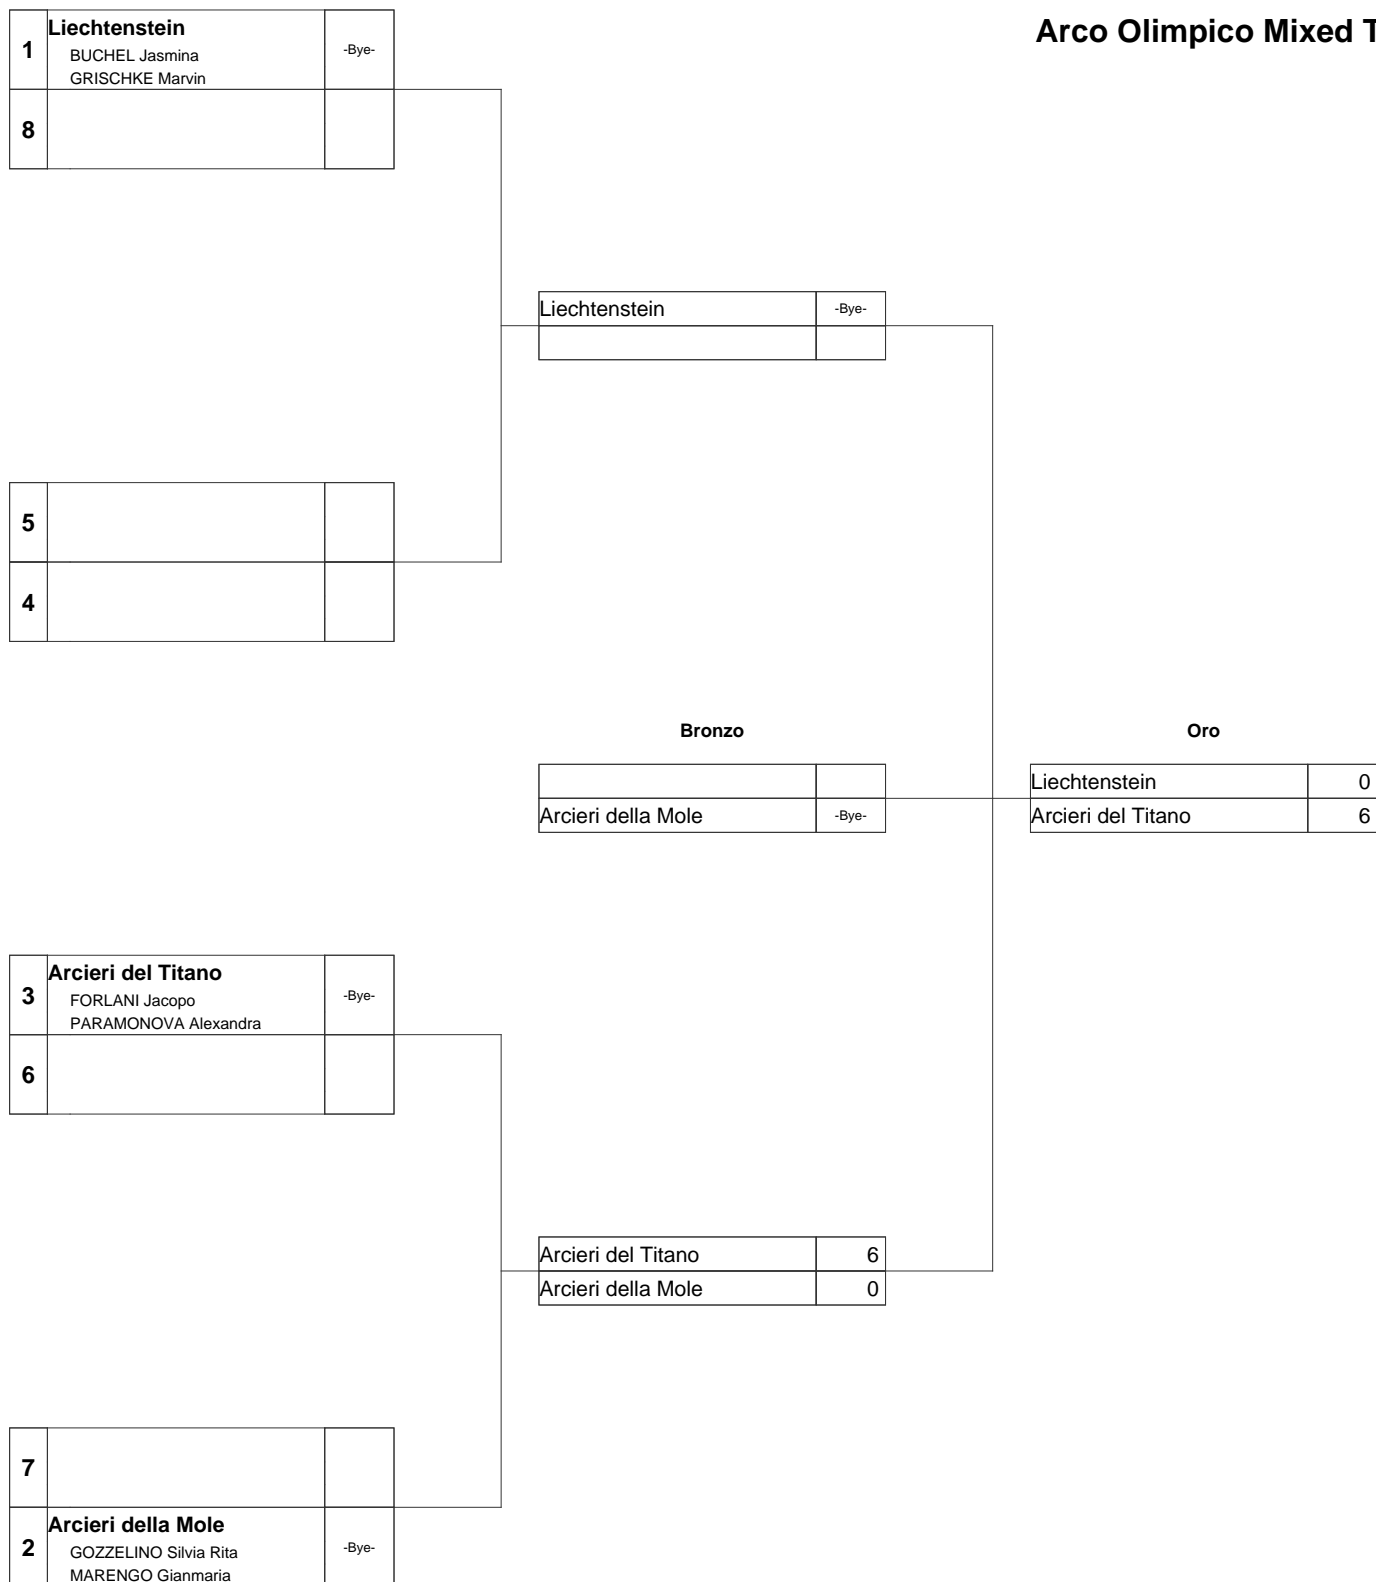 Arco Olimpico Mixed T
1
Liechtenstein
BUCHEL Jasmina
GRISCHKE Marvin
-Bye-
8
Liechtenstein -Bye-
5
4
Bronzo
Arcieri della Mole -Bye-
Oro
Liechtenstein 0
Arcieri del Titano 6
3
Arcieri del Titano
FORLANI Jacopo
PARAMONOVA Alexandra
-Bye-
6
Arcieri del Titano 6
Arcieri della Mole 0
7
2
Arcieri della Mole
GOZZELINO Silvia Rita
MARENGO Gianmaria
-Bye-